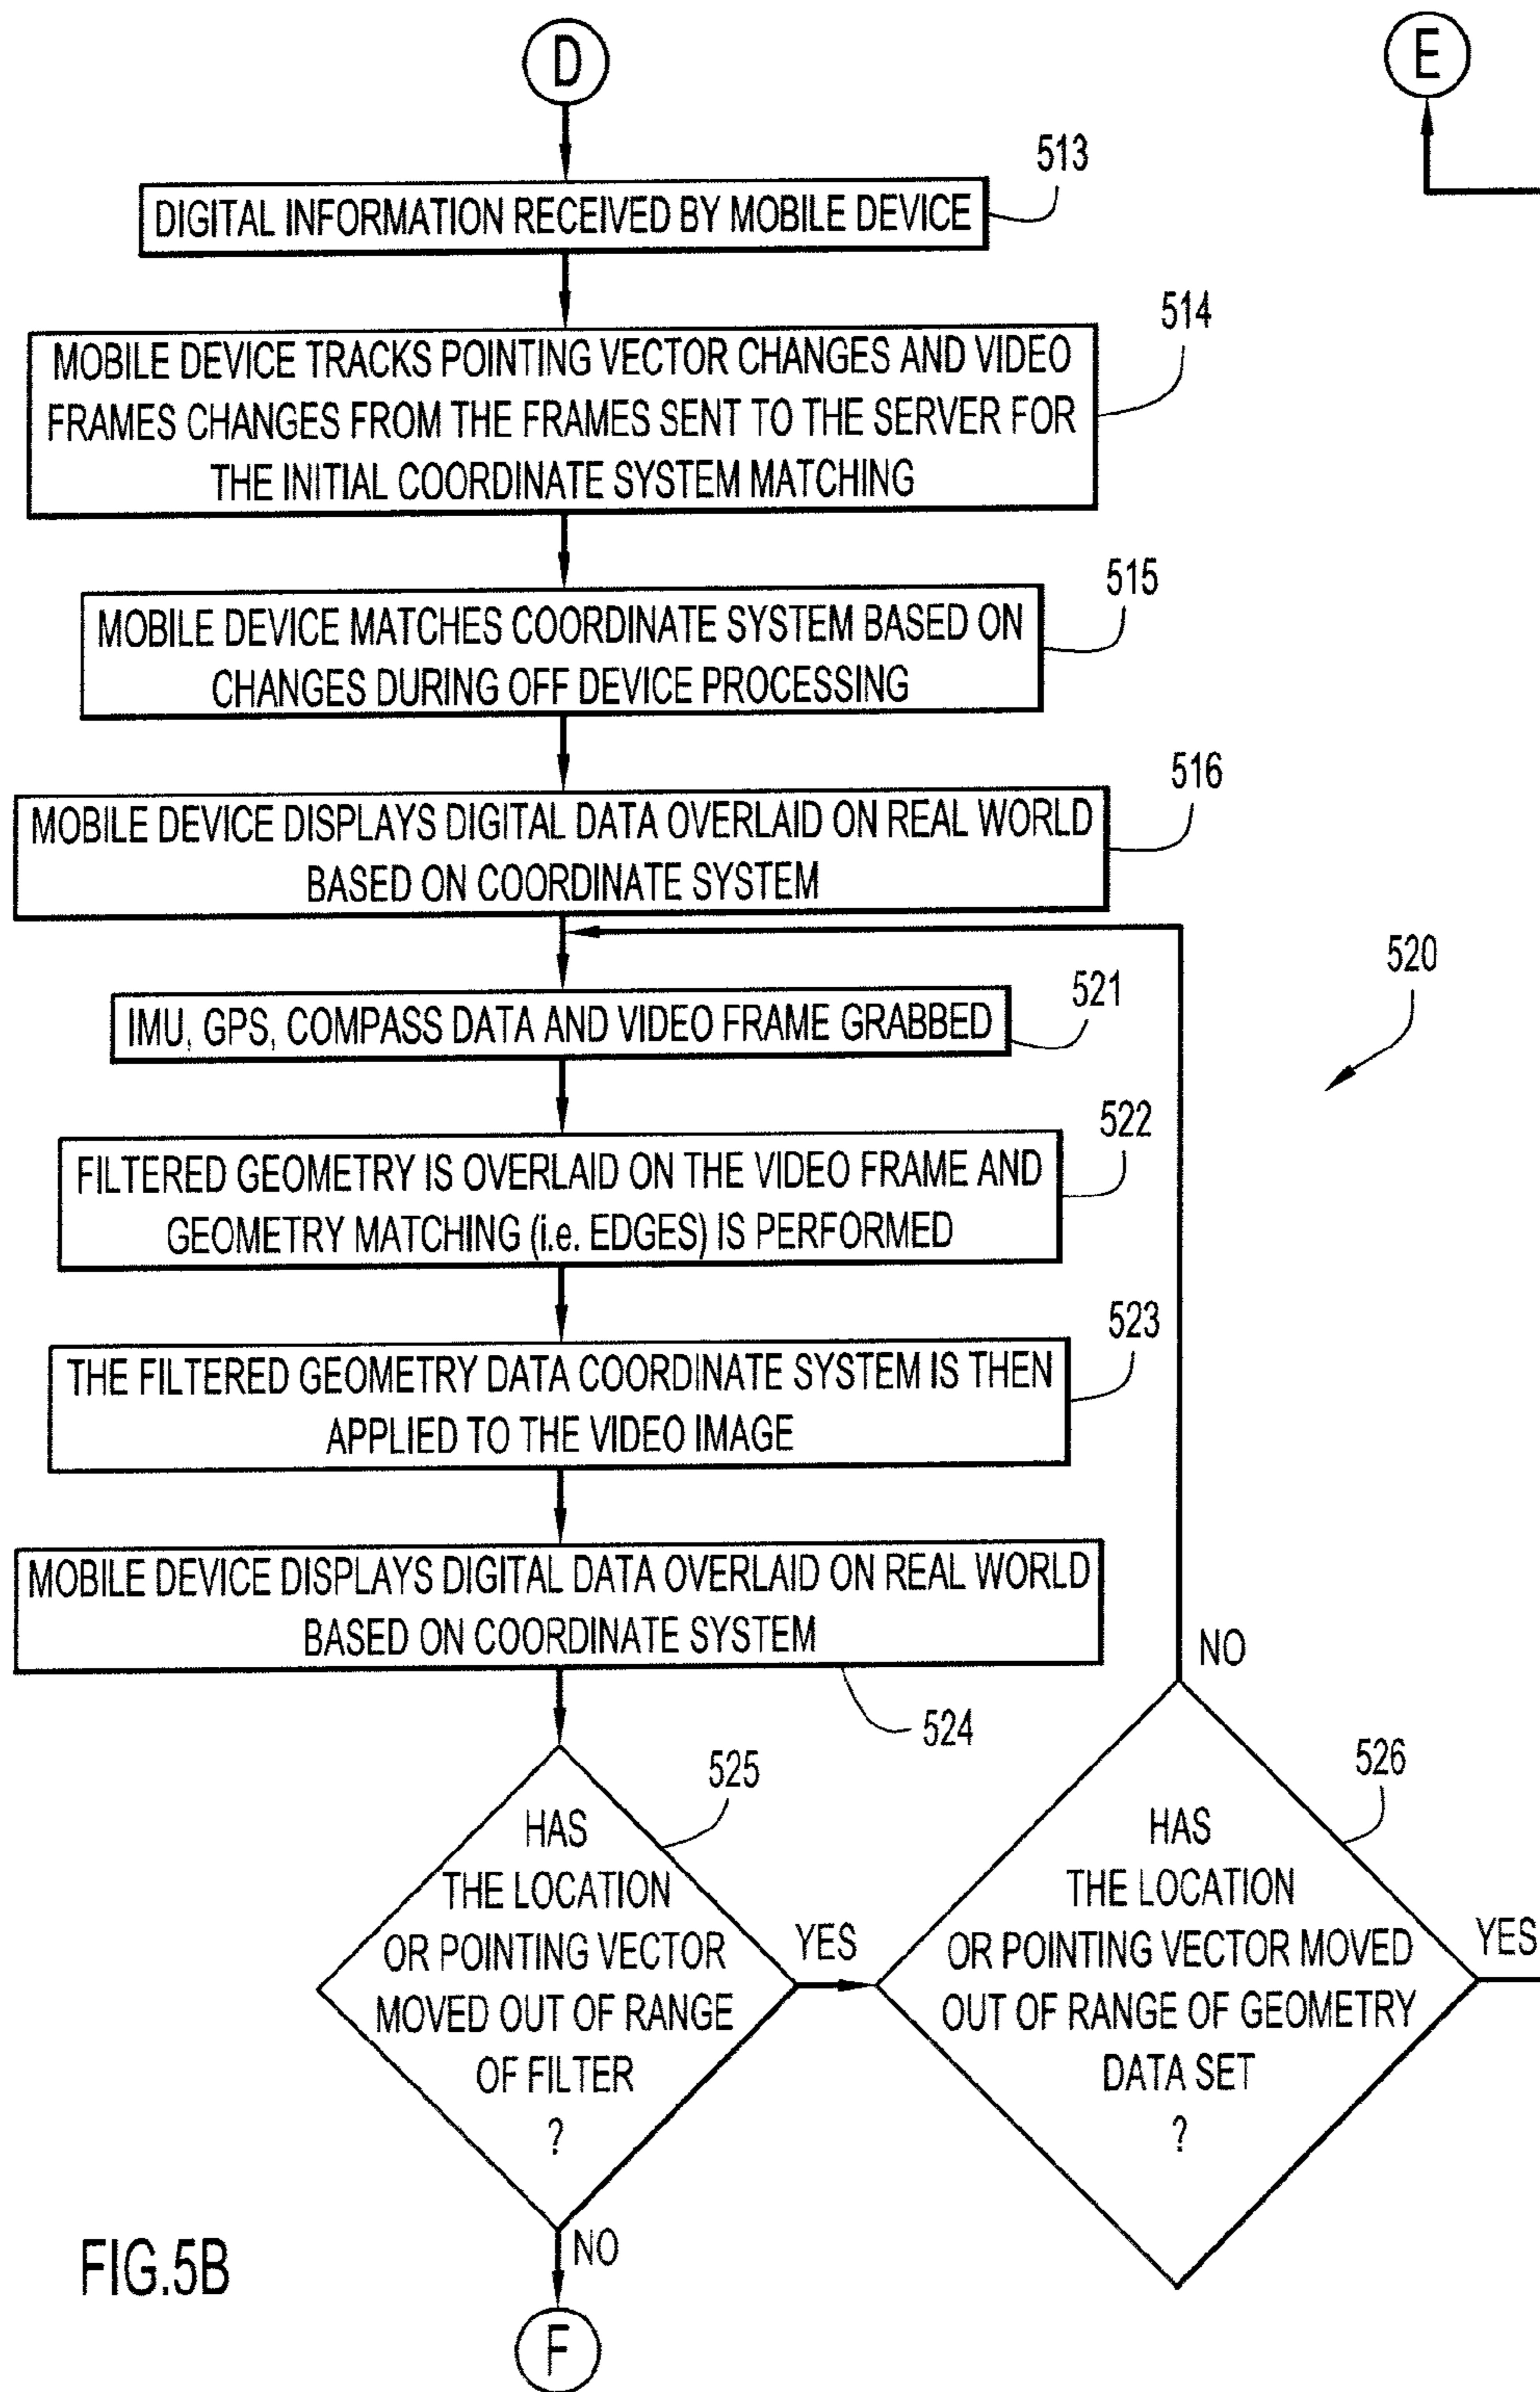 D
E
513
DIGITAL INFORMATION RECEIVED BY MOBILE DEVICE
514
MOBILE DEVICE TRACKS POINTING VECTOR CHANGES AND VIDEO
FRAMES CHANGES FROM THE FRAMES SENT TO THE SERVER FOR
THE INITIAL COORDINATE SYSTEM MATCHING
515
MOBILE DEVICE MATCHES COORDINATE SYSTEM BASED ON
CHANGES DURING OFF DEVICE PROCESSING
516
MOBILE DEVICE DISPLAYS DIGITAL DATA OVERLAID ON REAL WORLD
BASED ON COORDINATE SYSTEM
520
521
IMU, GPS, COMPASS DATA AND VIDEO FRAME GRABBED
522
FILTERED GEOMETRY IS OVERLAID ON THE VIDEO FRAME AND
GEOMETRY MATCHING (i.e. EDGES) IS PERFORMED
523
THE FILTERED GEOMETRY DATA COORDINATE SYSTEM IS THEN
APPLIED TO THE VIDEO IMAGE
MOBILE DEVICE DISPLAYS DIGITAL DATA OVERLAID ON REAL WORLD
BASED ON COORDINATE SYSTEM
524
525
HAS
THE LOCATION
OR POINTING VECTOR
MOVED OUT OF RANGE
OF FILTER
?
YES
NO
526
HAS
THE LOCATION
OR POINTING VECTOR MOVED
OUT OF RANGE OF GEOMETRY
DATA SET
?
YES
NO
F
FIG.5B